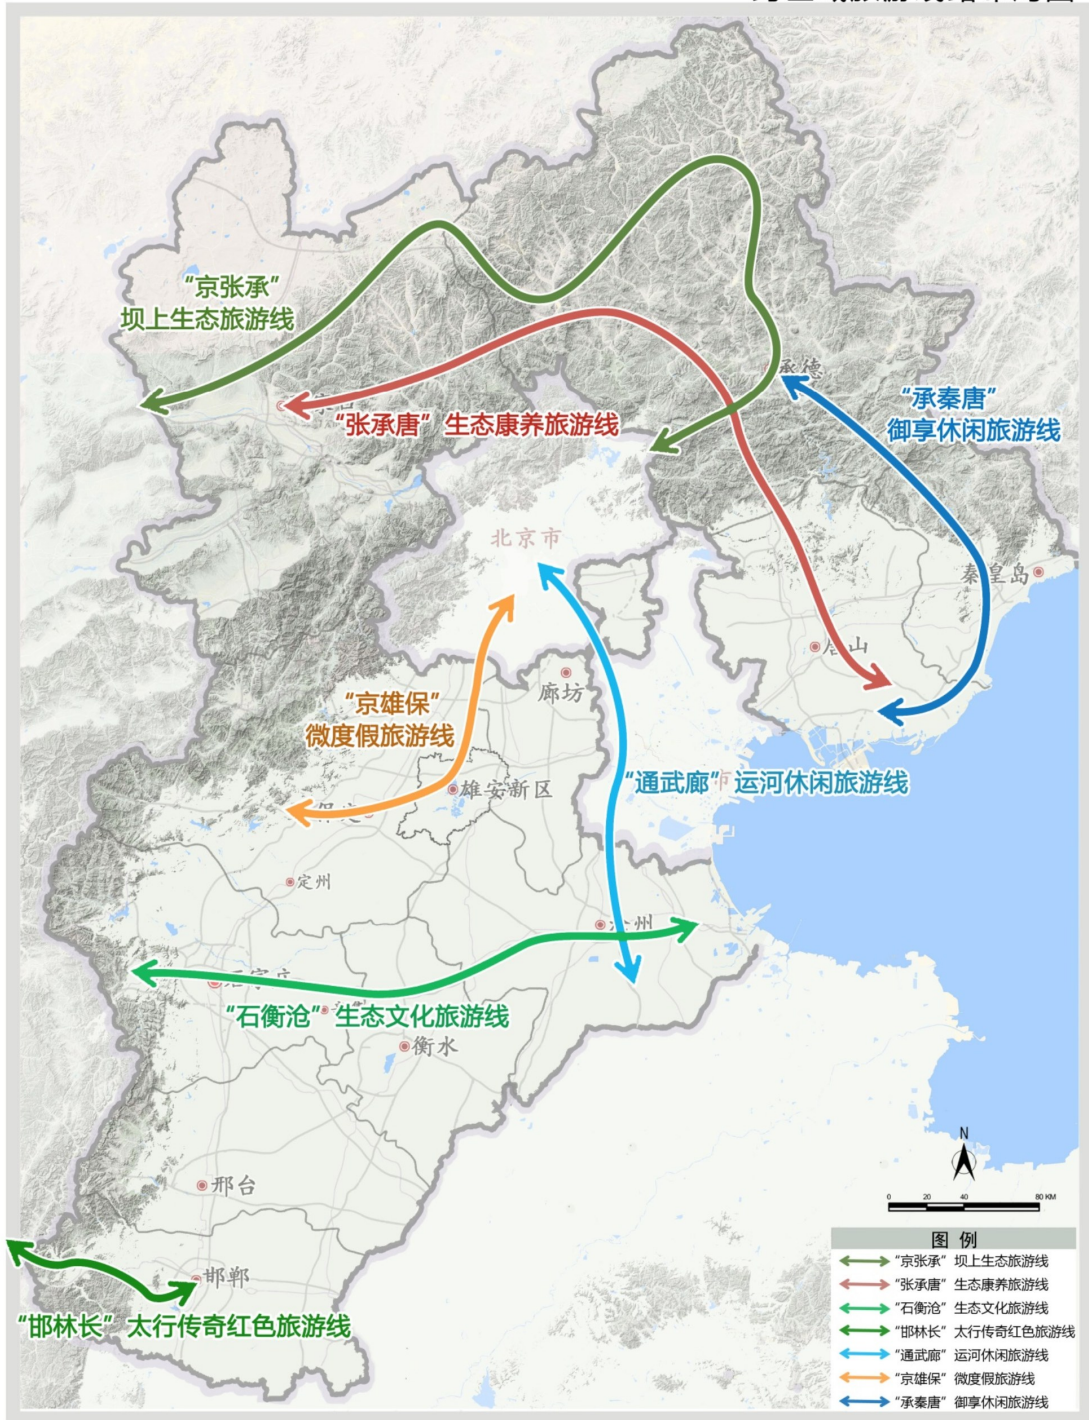 “京张承”
坝上生态旅游线
承德
“张承唐”生态康养旅游线
“承秦唐”
御享休闲旅游线
北京市
秦皇岛
唐山
廊坊
“京雄保”
微度假旅游线
雄安新区
“通武廊”运河休闲旅游线
市
定州
沧州
石家庄
“石衡沧”生态文化旅游线
衡水
N
0 20 40 80 KM
邢台
邯郸
“邯林长”太行传奇红色旅游线
图 例
“京张承”坝上生态旅游线
“张承唐”生态康养旅游线
“石衡沧”生态文化旅游线
“邯林长”太行传奇红色旅游线
“通武廊”运河休闲旅游线
“京雄保”微度假旅游线
“承秦唐”御享休闲旅游线